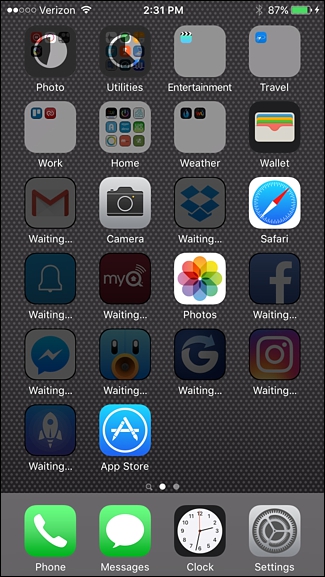 Verizon 2:31 PM 87%
Photo Utilities Entertainment Travel
Work Home Weather Wallet
Waiting... Camera Waiting... Safari
myQ
Waiting... Waiting... Photos Waiting...
Waiting... Waiting... Waiting... Waiting...
Waiting... App Store
Phone Messages Clock Settings